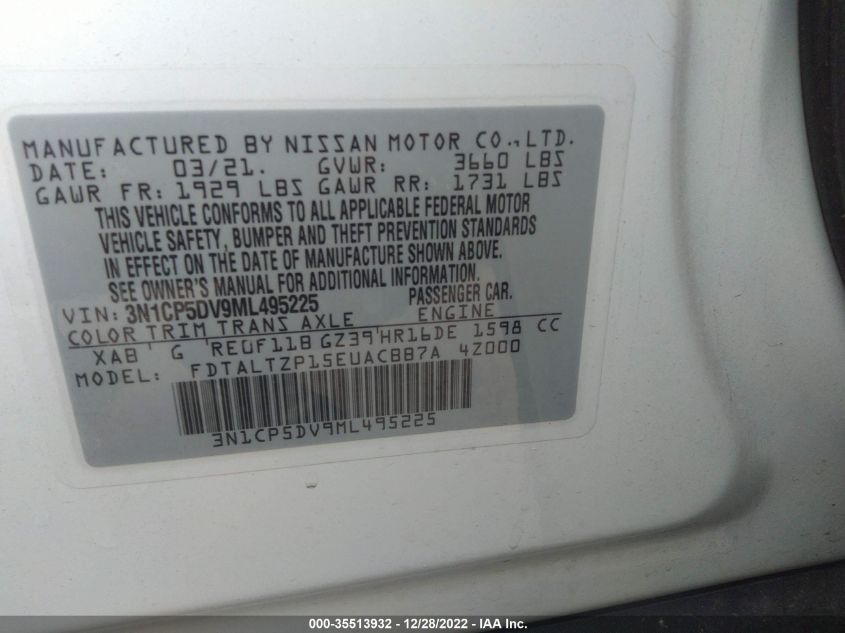 MANUFACTURED BY NISSAN MOTOR CO., LTD.
DATE: 03/21. GVWR: 3660 LBS
GAWR FR: 1929 LBS GAWR RR: 1731 LBS
THIS VEHICLE CONFORMS TO ALL APPLICABLE FEDERAL MOTOR
VEHICLE SAFETY, BUMPER AND THEFT PREVENTION STANDARDS
IN EFFECT ON THE DATE OF MANUFACTURE SHOWN ABOVE.
SEE OWNER'S MANUAL FOR ADDITIONAL INFORMATION.
VIN: 3N1CP5DV9ML495225 PASSENGER CAR.
COLOR TRIM TRANS AXLE ENGINE
XAB G RE0F11B GZ39 HR16DE 1598 CC
MODEL: FDTALTZP15EUACBB7A 4Z000
3N1CP5DV9ML495225
000-35513932 - 12/28/2022 - IAA Inc.